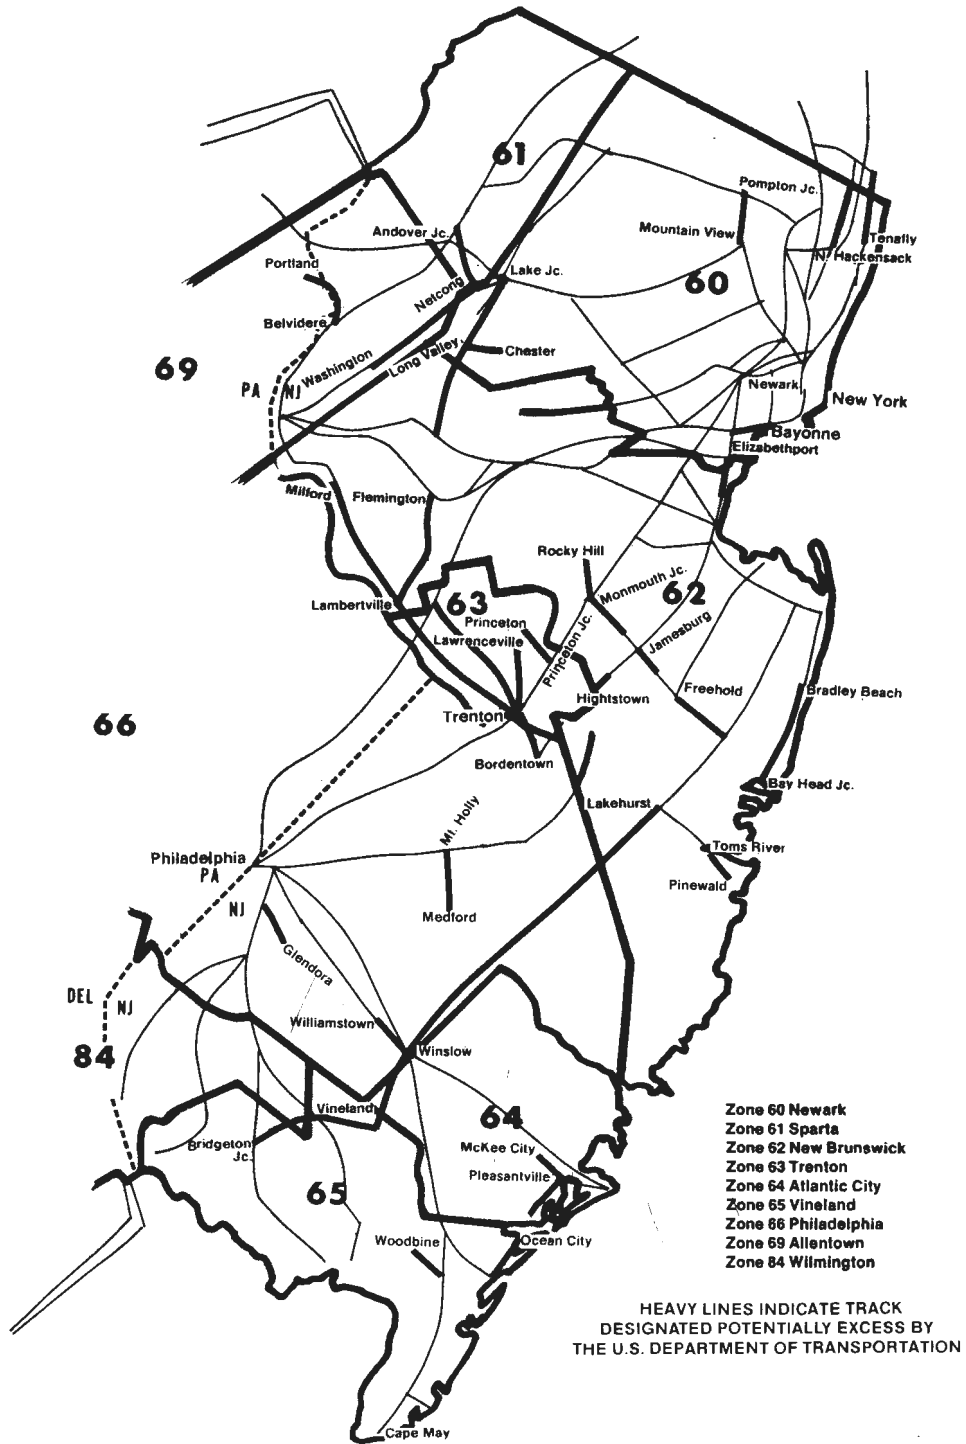 61
Pompton Jc.
Andover Jc.
Mountain View
Tenally
N. Hackensack
Portland
Lake Jc.
60
Netcong
Belvidere
Chester
69
Washington
Long Valley
PA
NJ
Newark
New York
Bayonne
Elizabethport
Milford
Flemington
Rocky Hill
Monmouth Jc.
62
Lambertville
63
Princeton
Lawrenceville
Princeton Jc.
Jamesburg
Freehold
Bradley Beach
Hightstown
66
Trenton
Bordentown
Bay Head Jc.
Lakehurst
Mt. Holly
Toms River
Philadelphia
PA
Pinewald
NJ
Medford
Glendora
DEL
NJ
Williamstown
84
Winslow
Vineland
64
Bridgeton
Jc.
McKee City
Pleasantville
65
Woodbine
Ocean City
Cape May
Zone 60 Newark
Zone 61 Sparta
Zone 62 New Brunswick
Zone 63 Trenton
Zone 64 Atlantic City
Zone 65 Vineland
Zone 66 Philadelphia
Zone 69 Allentown
Zone 84 Wilmington
HEAVY LINES INDICATE TRACK
DESIGNATED POTENTIALLY EXCESS BY
THE U.S. DEPARTMENT OF TRANSPORTATION